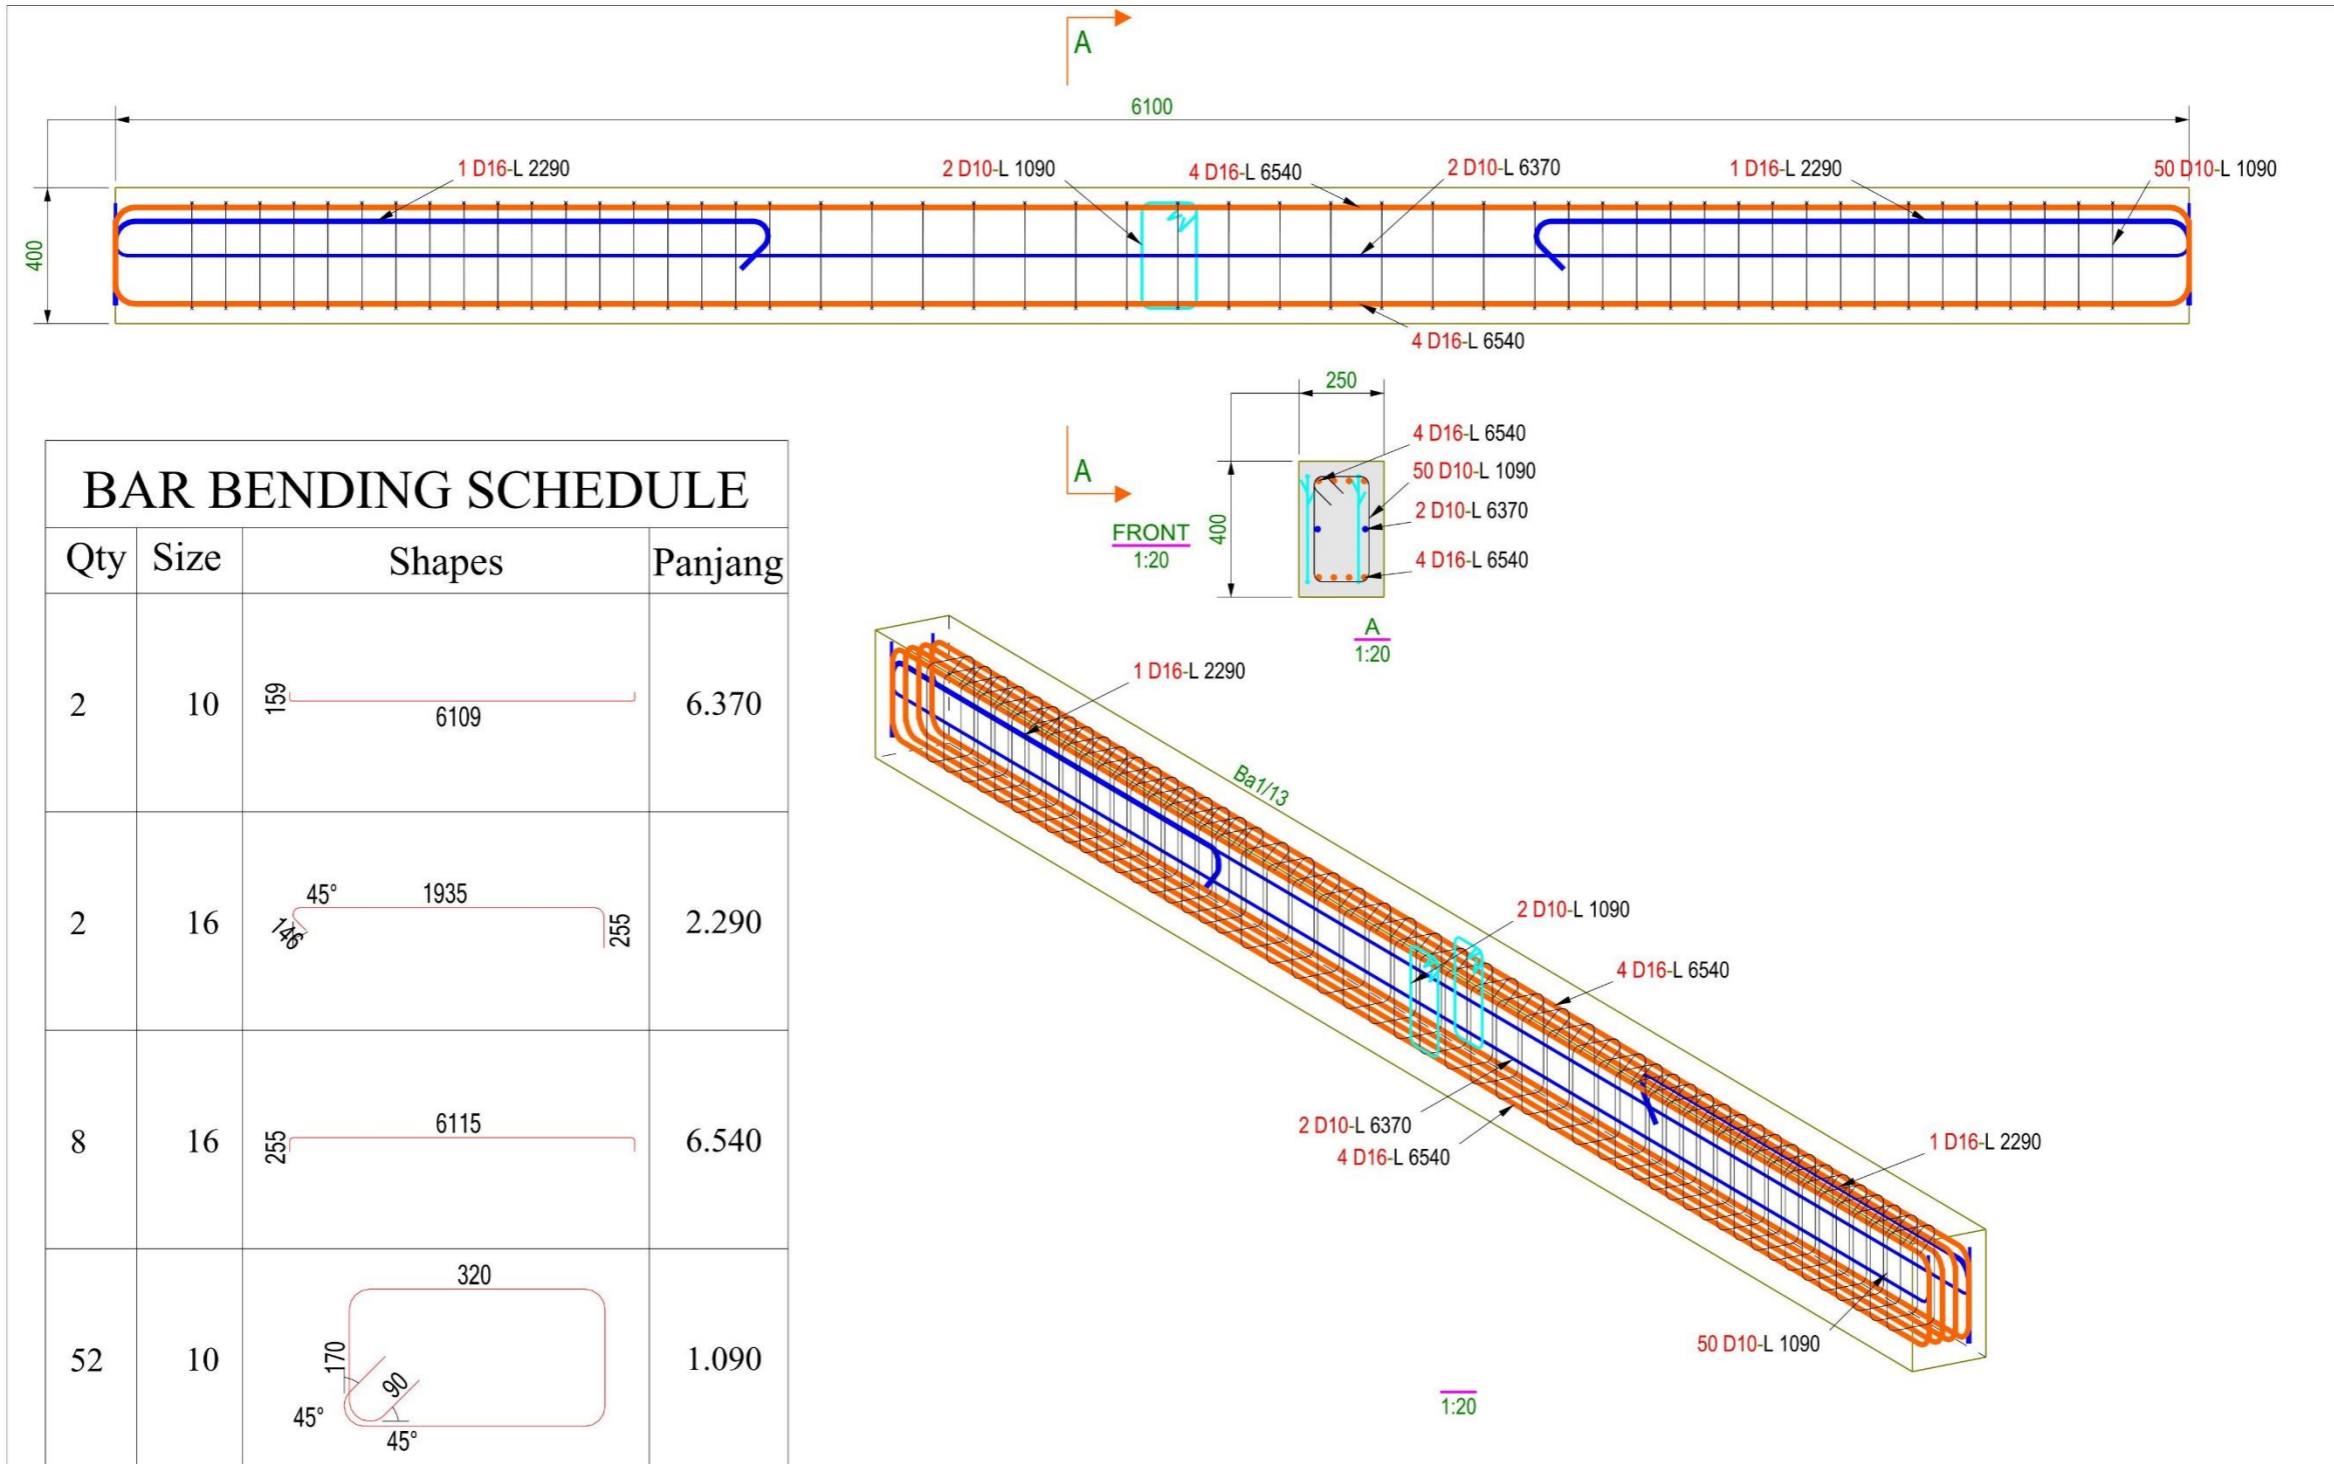 A
6100
1 D16-L 2290
2 D10-L 1090
4 D16-L 6540
2 D10-L 6370
1 D16-L 2290
50 D10-L 1090
400
4 D16-L 6540
A
FRONT
1:20
250
400
4 D16-L 6540
50 D10-L 1090
2 D10-L 6370
4 D16-L 6540
A
1:20
BAR BENDING SCHEDULE
Qty Size Shapes Panjang
2 10 159 6109 6.370
2 16 45° 1935 146 255 2.290
8 16 255 6115 6.540
52 10 320 170 90 45° 45° 1.090
1 D16-L 2290
Ba1/13
2 D10-L 1090
4 D16-L 6540
2 D10-L 6370
4 D16-L 6540
1 D16-L 2290
50 D10-L 1090
1:20